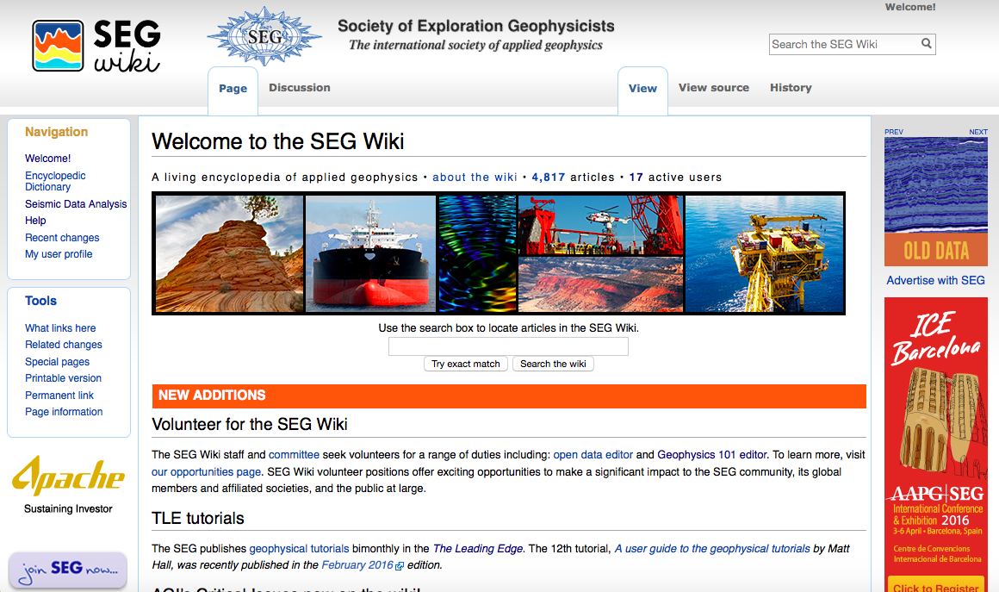 Welcome!
SEG
wiki
SEG
Society of Exploration Geophysicists
The international society of applied geophysics
Search the SEG Wiki
Page
Discussion
View
View source
History
Navigation
Welcome!
Encyclopedic
Dictionary
Seismic Data Analysis
Help
Recent changes
My user profile
Tools
What links here
Related changes
Special pages
Printable version
Permanent link
Page information
Apache
Sustaining Investor
join SEG now...
Welcome to the SEG Wiki
A living encyclopedia of applied geophysics • about the wiki • 4,817 articles • 17 active users
Use the search box to locate articles in the SEG Wiki.
Try exact match
Search the wiki
NEW ADDITIONS
Volunteer for the SEG Wiki
The SEG Wiki staff and committee seek volunteers for a range of duties including: open data editor and Geophysics 101 editor. To learn more, visit
our opportunities page. SEG Wiki volunteer positions offer exciting opportunities to make a significant impact to the SEG community, its global
members and affiliated societies, and the public at large.
TLE tutorials
The SEG publishes geophysical tutorials bimonthly in the The Leading Edge. The 12th tutorial, A user guide to the geophysical tutorials by Matt
Hall, was recently published in the February 2016 edition.
AGI's Critical Issues now on the wiki!
PREV
NEXT
OLD DATA
Advertise with SEG
ICE
Barcelona
AAPG|SEG
International Conference
& Exhibition 2016
3-6 April • Barcelona, Spain
Centre de Convencions
Internacional de Barcelona
Click to Register